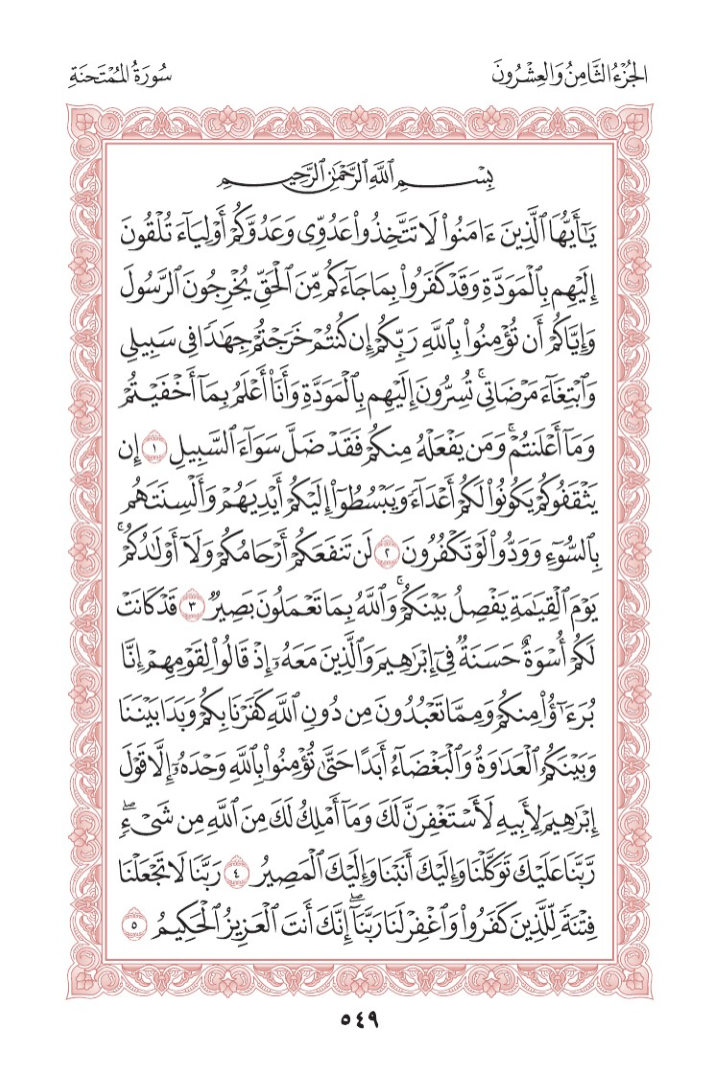 الجُزْءُ الثَّامِنُ وَالعِشْرُونَ
سُورَةُ المُمْتَحنَةِ
بِسْمِ ٱللَّهِ ٱلرَّحْمَٰنِ ٱلرَّحِيمِ
يَٰٓأَيُّهَا ٱلَّذِينَ ءَامَنُوا۟ لَا تَتَّخِذُوا۟ عَدُوِّى وَعَدُوَّكُمْ أَوْلِيَآءَ تُلْقُونَ
إِلَيْهِم بِٱلْمَوَدَّةِ وَقَدْ كَفَرُوا۟ بِمَا جَآءَكُم مِّنَ ٱلْحَقِّ يُخْرِجُونَ ٱلرَّسُولَ
وَإِيَّاكُمْ أَن تُؤْمِنُوا۟ بِٱللَّهِ رَبِّكُمْ إِن كُنتُمْ خَرَجْتُمْ جِهَٰدًا فِى سَبِيلِى
وَٱبْتِغَآءَ مَرْضَاتِى ۚ تُسِرُّونَ إِلَيْهِم بِٱلْمَوَدَّةِ وَأَنَا۠ أَعْلَمُ بِمَآ أَخْفَيْتُمْ
وَمَآ أَعْلَنتُمْ ۚ وَمَن يَفْعَلْهُ مِنكُمْ فَقَدْ ضَلَّ سَوَآءَ ٱلسَّبِيلِ ١ إِن
يَثْقَفُوكُمْ يَكُونُوا۟ لَكُمْ أَعْدَآءً وَيَبْسُطُوٓا۟ إِلَيْكُمْ أَيْدِيَهُمْ وَأَلْسِنَتَهُم
بِٱلسُّوٓءِ وَوَدُّوا۟ لَوْ تَكْفُرُونَ ٢ لَن تَنفَعَكُمْ أَرْحَامُكُمْ وَلَآ أَوْلَٰدُكُمْ ۚ
يَوْمَ ٱلْقِيَٰمَةِ يَفْصِلُ بَيْنَكُمْ ۚ وَٱللَّهُ بِمَا تَعْمَلُونَ بَصِيرٌ ٣ قَدْ كَانَتْ
لَكُمْ أُسْوَةٌ حَسَنَةٌ فِىٓ إِبْرَٰهِيمَ وَٱلَّذِينَ مَعَهُۥٓ إِذْ قَالُوا۟ لِقَوْمِهِمْ إِنَّا
بُرَءَٰٓؤُا۟ مِنكُمْ وَمِمَّا تَعْبُدُونَ مِن دُونِ ٱللَّهِ كَفَرْنَا بِكُمْ وَبَدَا بَيْنَنَا
وَبَيْنَكُمُ ٱلْعَدَٰوَةُ وَٱلْبَغْضَآءُ أَبَدًا حَتَّىٰ تُؤْمِنُوا۟ بِٱللَّهِ وَحْدَهُۥٓ إِلَّا قَوْلَ
إِبْرَٰهِيمَ لِأَبِيهِ لَأَسْتَغْفِرَنَّ لَكَ وَمَآ أَمْلِكُ لَكَ مِنَ ٱللَّهِ مِن شَىْءٍ ۖ
رَّبَّنَا عَلَيْكَ تَوَكَّلْنَا وَإِلَيْكَ أَنَبْنَا وَإِلَيْكَ ٱلْمَصِيرُ ٤ رَبَّنَا لَا تَجْعَلْنَا
فِتْنَةً لِّلَّذِينَ كَفَرُوا۟ وَٱغْفِرْ لَنَا رَبَّنَآ ۖ إِنَّكَ أَنتَ ٱلْعَزِيزُ ٱلْحَكِيمُ ٥
٥٤٩